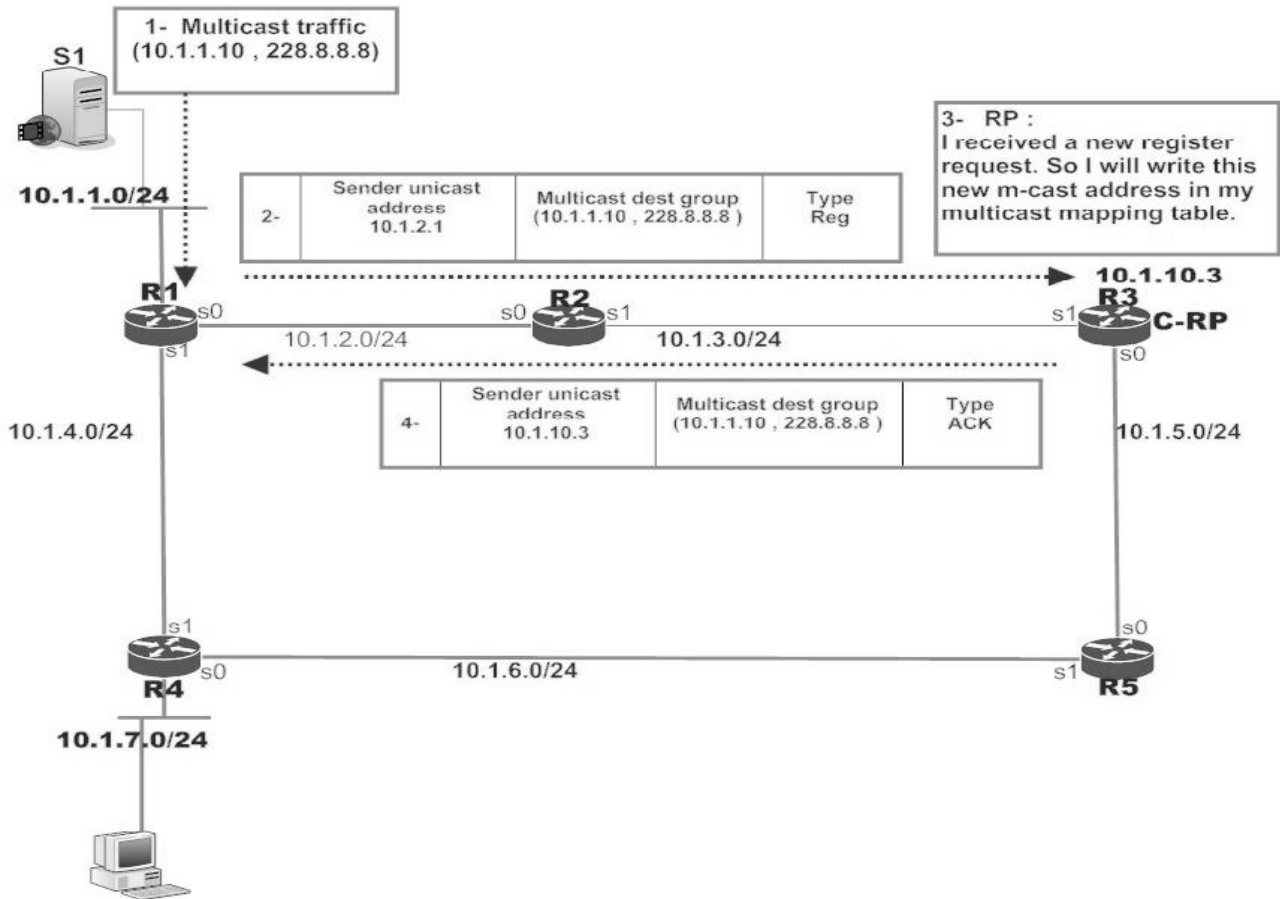 1- Multicast traffic
(10.1.1.10 , 228.8.8.8)
S1
3- RP :
I received a new register
request. So I will write this
new m-cast address in my
multicast mapping table.
10.1.1.0/24
2-
Sender unicast
address
10.1.2.1
Multicast dest group
(10.1.1.10 , 228.8.8.8 )
Type
Reg
10.1.10.3
R1
R2
R3
s0
s0
s1
s1
C-RP
s1
10.1.2.0/24
10.1.3.0/24
s0
4-
Sender unicast
address
10.1.10.3
Multicast dest group
(10.1.1.10 , 228.8.8.8 )
Type
ACK
10.1.4.0/24
10.1.5.0/24
s1
s0
s0
10.1.6.0/24
s1
R4
R5
10.1.7.0/24